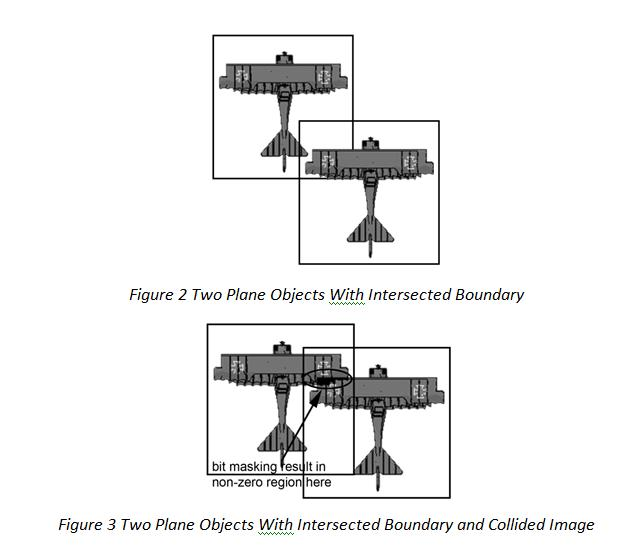 Figure 2 Two Plane Objects With Intersected Boundary
bit masking result in
non-zero region here
Figure 3 Two Plane Objects With Intersected Boundary and Collided Image